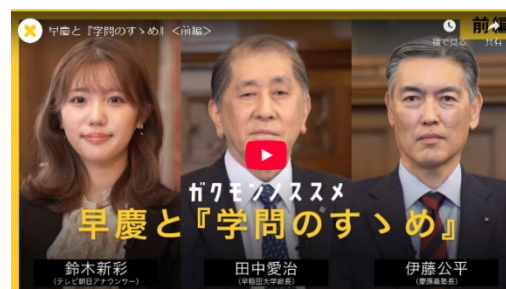 早慶と『学問のすゝめ』＜前編＞
前編
後で見る
共有
ガクモンノススメ
早慶と『学問のすゝめ』
鈴木新彩
(テレビ朝日アナウンサー)
田中愛治
(早稲田大学総長)
伊藤公平
(慶應義塾長)